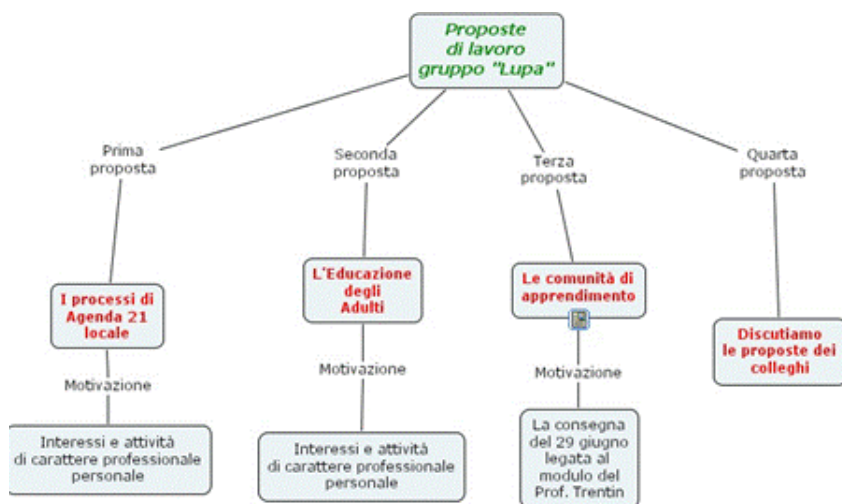 Proposte
di lavoro
gruppo "Lupa"
Prima
proposta
Seconda
proposta
Terza
proposta
Quarta
proposta
I processi di
Agenda 21
locale
L'Educazione
degli
Adulti
Le comunità di
apprendimento
Discutiamo
le proposte dei
colleghi
Motivazione
Motivazione
Motivazione
Interessi e attività
di carattere professionale
personale
Interessi e attività
di carattere professionale
personale
La consegna
del 29 giugno
legata al
modulo del
Prof. Trentin